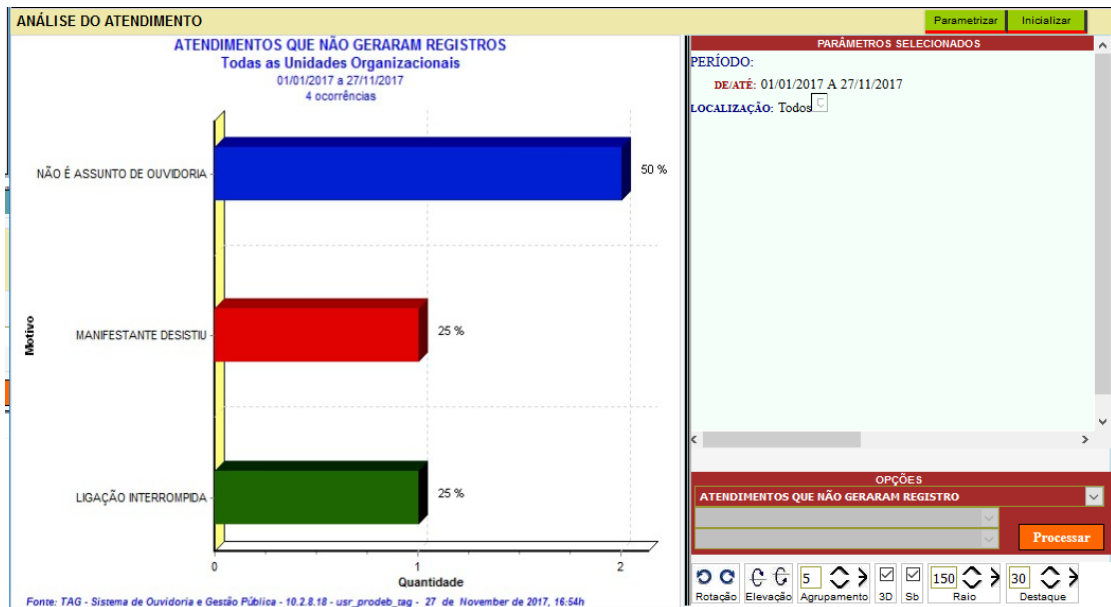 ANÁLISE DO ATENDIMENTO
Parametrizar
Inicializar
ATENDIMENTOS QUE NÃO GERARAM REGISTROS
Todas as Unidades Organizacionais
01/01/2017 a 27/11/2017
4 ocorrências
NÃO É ASSUNTO DE OUVIDORIA
50 %
MANIFESTANTE DESISTIU
25 %
LIGAÇÃO INTERROMPIDA
25 %
Motivo
0 1 2
Quantidade
Fonte: TAG - Sistema de Ouvidoria e Gestão Pública - 10.2.8.18 - usr_prodeb_tag - 27 de November de 2017, 16:54h
PARÂMETROS SELECIONADOS
PERÍODO:
DE/ATÉ: 01/01/2017 A 27/11/2017
LOCALIZAÇÃO: Todos
OPÇÕES
ATENDIMENTOS QUE NÃO GERARAM REGISTRO
Processar
5 150 30
Rotação Elevação Agrupamento 3D Sb Raio Destaque